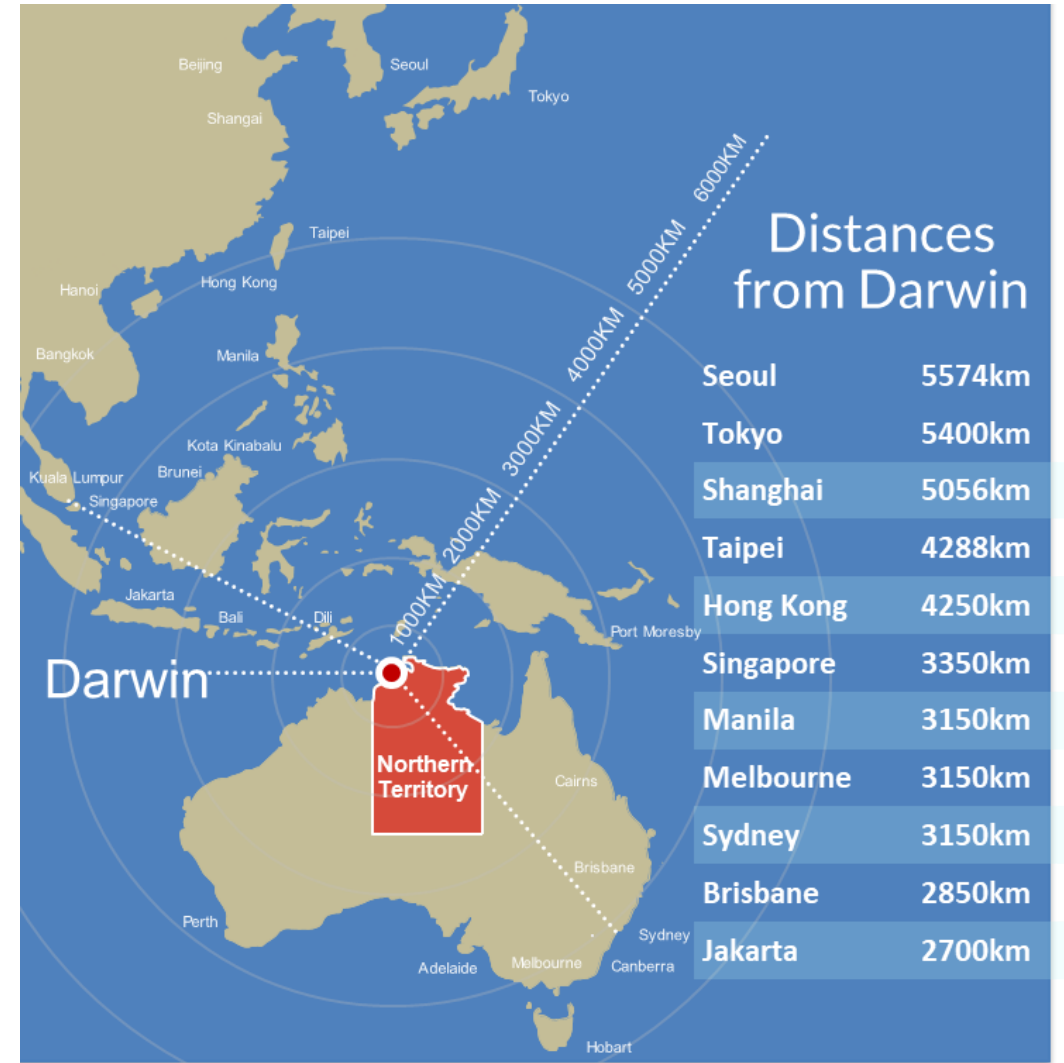 Beijing
Seoul
Tokyo
Shangai
6000KM
Taipei
Distances
from Darwin
5000KM
Hong Kong
Hanoi
4000KM
Bangkok
Manila
Seoul 5574km
Tokyo 5400km
3000KM
Kota Kinabalu
Brunei
Kuala Lumpur
Singapore
Shanghai 5056km
2000KM
Taipei 4288km
Jakarta
Bali
Dili
1000KM
Hong Kong 4250km
Port Moresby
Darwin
Singapore 3350km
Manila 3150km
Northern
Territory
Cairns
Melbourne 3150km
Sydney 3150km
Brisbane
Brisbane 2850km
Perth
Sydney
Jakarta 2700km
Adelaide
Melbourne
Canberra
Hobart